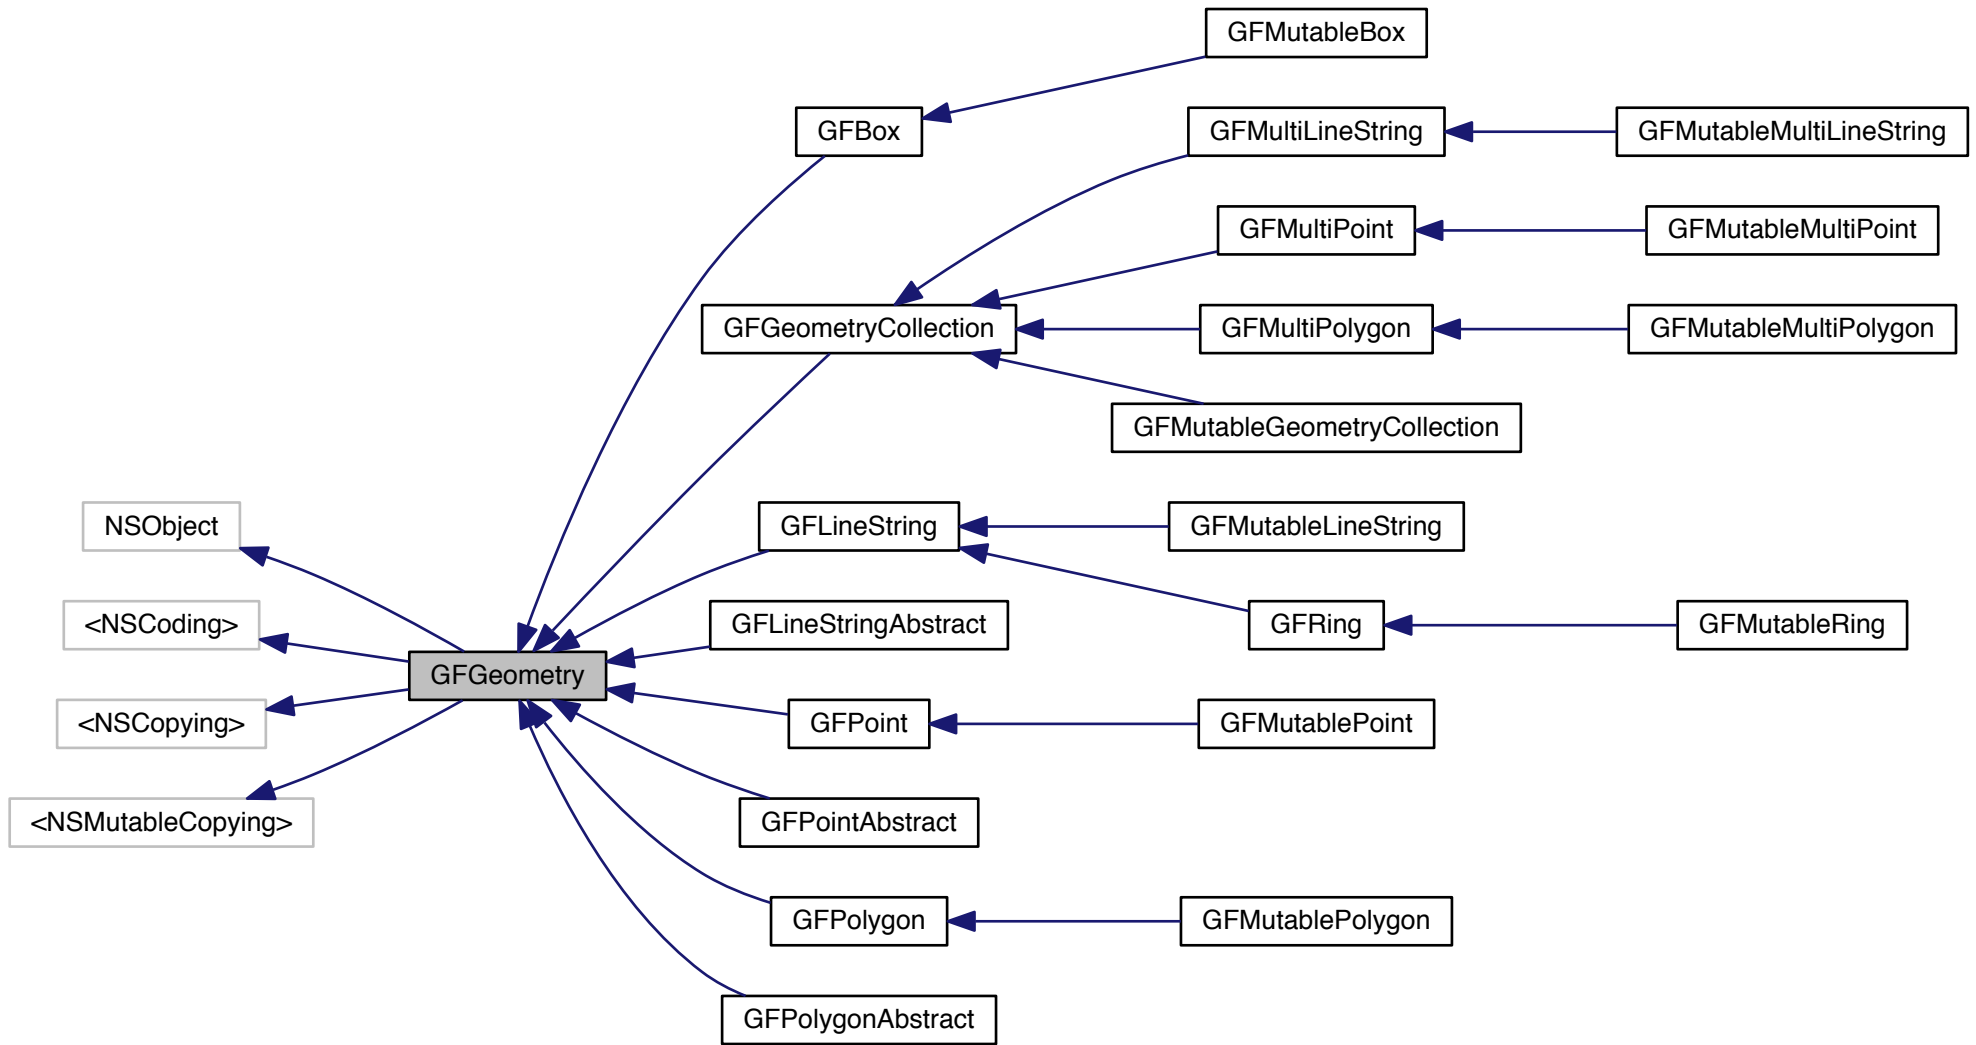 GFMutableBox
GFBox
GFMultiLineString
GFMutableMultiLineString
GFMultiPoint
GFMutableMultiPoint
GFGeometryCollection
GFMultiPolygon
GFMutableMultiPolygon
GFMutableGeometryCollection
NSObject
GFLineString
GFMutableLineString
<NSCoding>
GFLineStringAbstract
GFRing
GFMutableRing
GFGeometry
<NSCopying>
GFPoint
GFMutablePoint
<NSMutableCopying>
GFPointAbstract
GFPolygon
GFMutablePolygon
GFPolygonAbstract